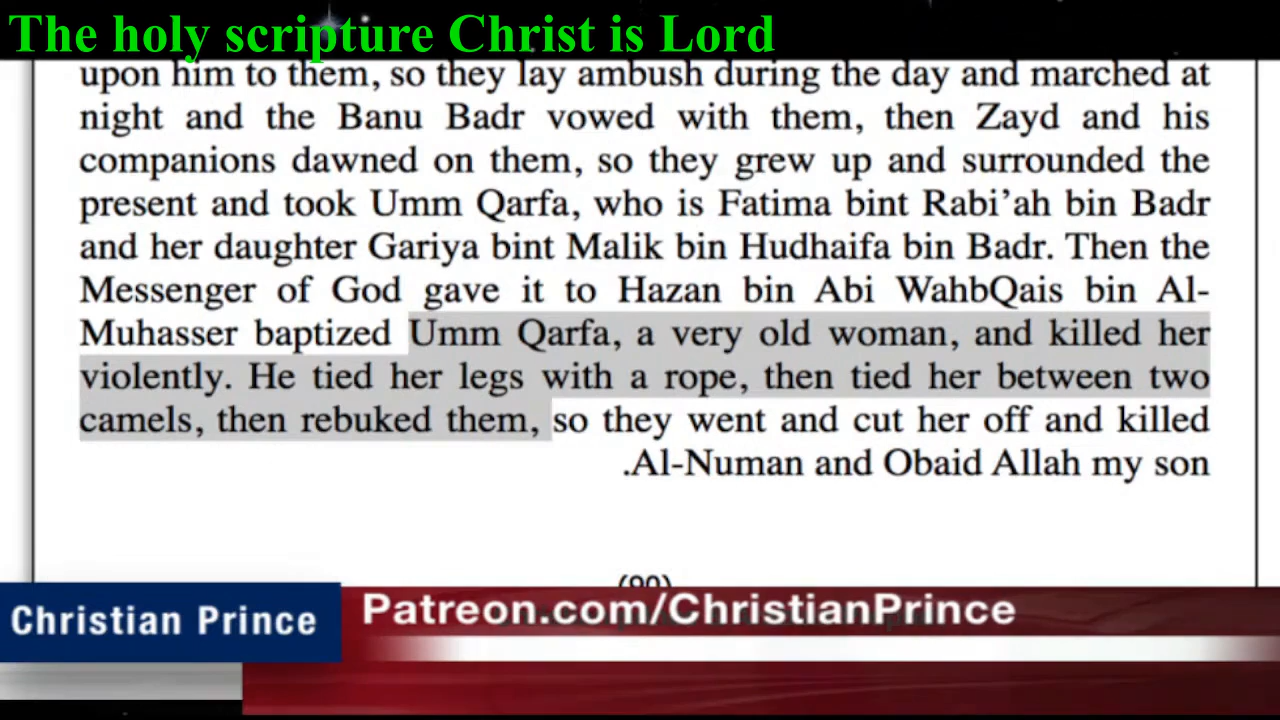 The holy scripture Christ is Lord
upon him to them, so they lay ambush during the day and marched at
night and the Banu Badr vowed with them, then Zayd and his
companions dawned on them, so they grew up and surrounded the
present and took Umm Qarfa, who is Fatima bint Rabi'ah bin Badr
and her daughter Gariya bint Malik bin Hudhaifa bin Badr. Then the
Messenger of God gave it to Hazan bin Abi WahbQais bin Al-
Muhasser baptized Umm Qarfa, a very old woman, and killed her
violently. He tied her legs with a rope, then tied her between two
camels, then rebuked them, so they went and cut her off and killed
.Al-Numan and Obaid Allah my son
(90)
Christian Prince
Patreon.com/ChristianPrince